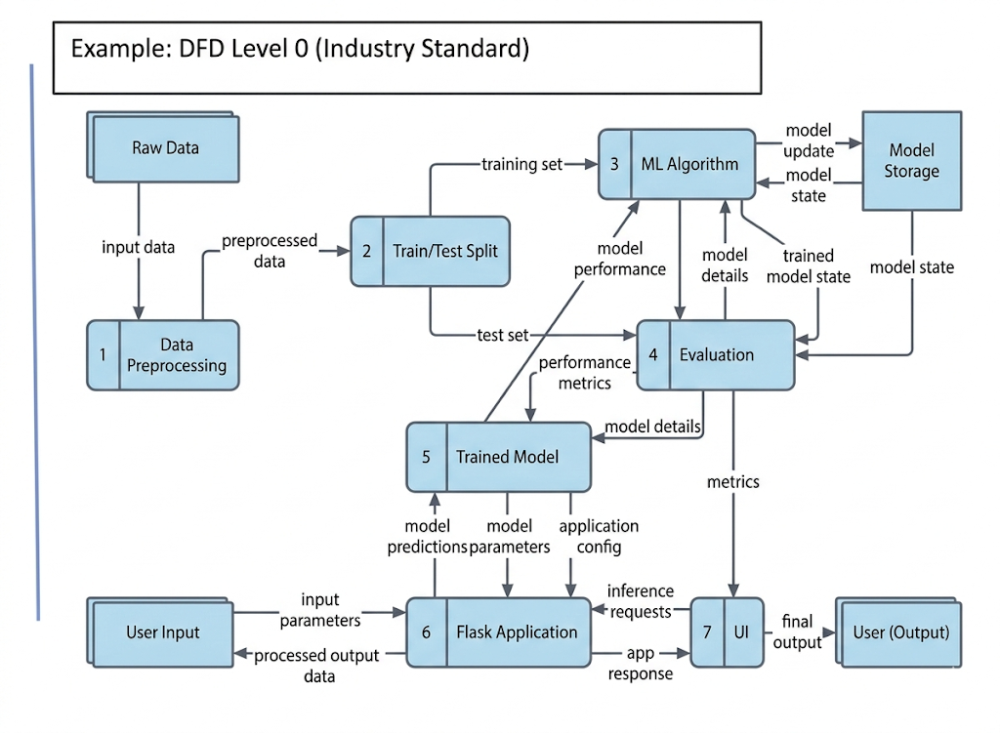 Example: DFD Level 0 (Industry Standard)
Raw Data
input data
1
Data
Preprocessing
preprocessed
data
2
Train/Test Split
training set
test set
3
ML Algorithm
model
update
model
state
Model
Storage
model
performance
model
details
trained
model state
model state
4
Evaluation
performance
metrics
model details
5
Trained Model
metrics
model
predictions
model
parameters
application
config
User Input
input
parameters
processed output
data
6
Flask Application
inference
requests
app
response
7
UI
final
output
User (Output)